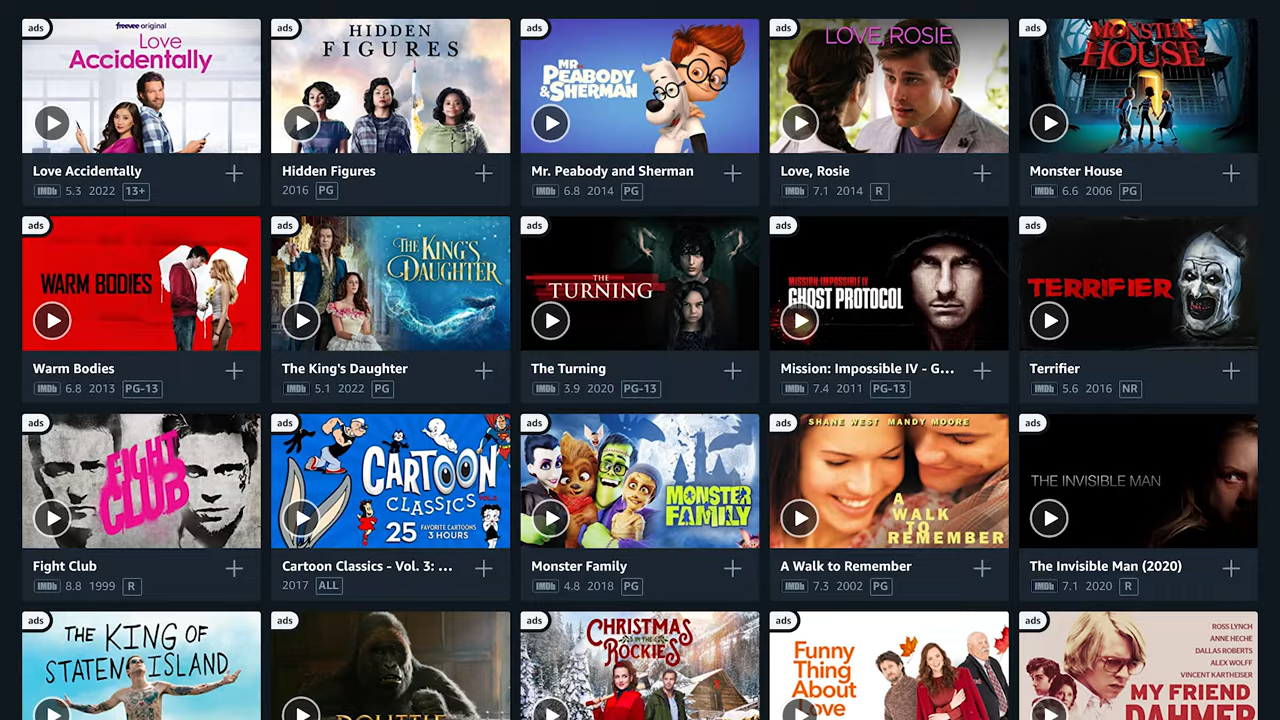 ads
freevee original
Love
Accidentally
Love Accidentally
IMDb 5.3 2022 13+
ads
HIDDEN
FIGURES
Hidden Figures
2016 PG
ads
MR.
PEABODY
&SHERMAN
Mr. Peabody and Sherman
IMDb 6.8 2014 PG
ads
LOVE, ROSIE
Love, Rosie
IMDb 7.1 2014 R
ads
MONSTER
HOUSE
Monster House
IMDb 6.6 2006 PG
ads
WARM BODIES
Warm Bodies
IMDb 6.8 2013 PG-13
ads
THE KING'S
DAUGHTER
The King's Daughter
IMDb 5.1 2022 PG
ads
THE
TURNING
The Turning
IMDb 3.9 2020 PG-13
ads
MISSION: IMPOSSIBLE IV
GHOST PROTOCOL
Mission: Impossible IV - G...
IMDb 7.4 2011 PG-13
ads
TERRIFIER
Terrifier
IMDb 5.6 2016 NR
ads
FIGHT
CLUB
Fight Club
IMDb 8.8 1999 R
ads
CARTOON
CLASSICS VOL.3
25 FAVORITE CARTOONS
3 HOURS
Cartoon Classics - Vol. 3: ...
2017 ALL
ads
MONSTER
FAMILY
Monster Family
IMDb 4.8 2018 PG
ads
SHANE WEST MANDY MOORE
A
WALK
TO
REMEMBER
A Walk to Remember
IMDb 7.3 2002 PG
ads
THE INVISIBLE MAN
The Invisible Man (2020)
IMDb 7.1 2020 R
ads
THE KING OF
STATEN ISLAND
ads
DOLITTLE
ads
CHRISTMAS
IN THE
ROCKIES
ads
Funny
Thing
About
Love
ads
ROSS LYNCH
ANNE HECHE
DALLAS ROBERTS
ALEX WOLFF
VINCENT KARTHEISER
MY FRIEND
DAHMER